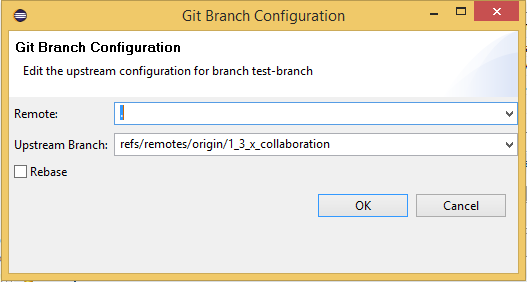 Git Branch Configuration
Git Branch Configuration
Edit the upstream configuration for branch test-branch
Remote: .
Upstream Branch: refs/remotes/origin/1_3_x_collaboration
Rebase
OK Cancel